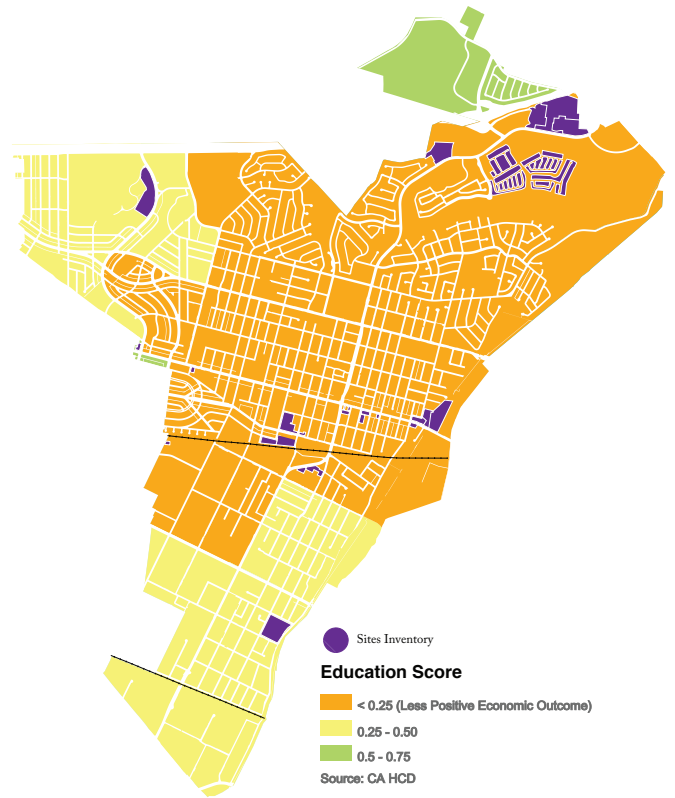 Sites Inventory
Education Score
< 0.25 (Less Positive Economic Outcome)
0.25 - 0.50
0.5 - 0.75
Source: CA HCD